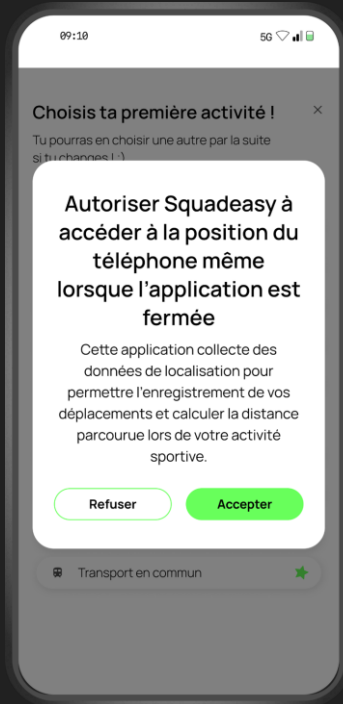 09:10
5G
Choisis ta première activité !
Tu pourras en choisir une autre par la suite
si tu changes ! :)
Autoriser Squadeasy à
accéder à la position du
téléphone même
lorsque l'application est
fermée
Cette application collecte des
données de localisation pour
permettre l'enregistrement de vos
déplacements et calculer la distance
parcourue lors de votre activité
sportive.
Refuser
Accepter
Transport en commun